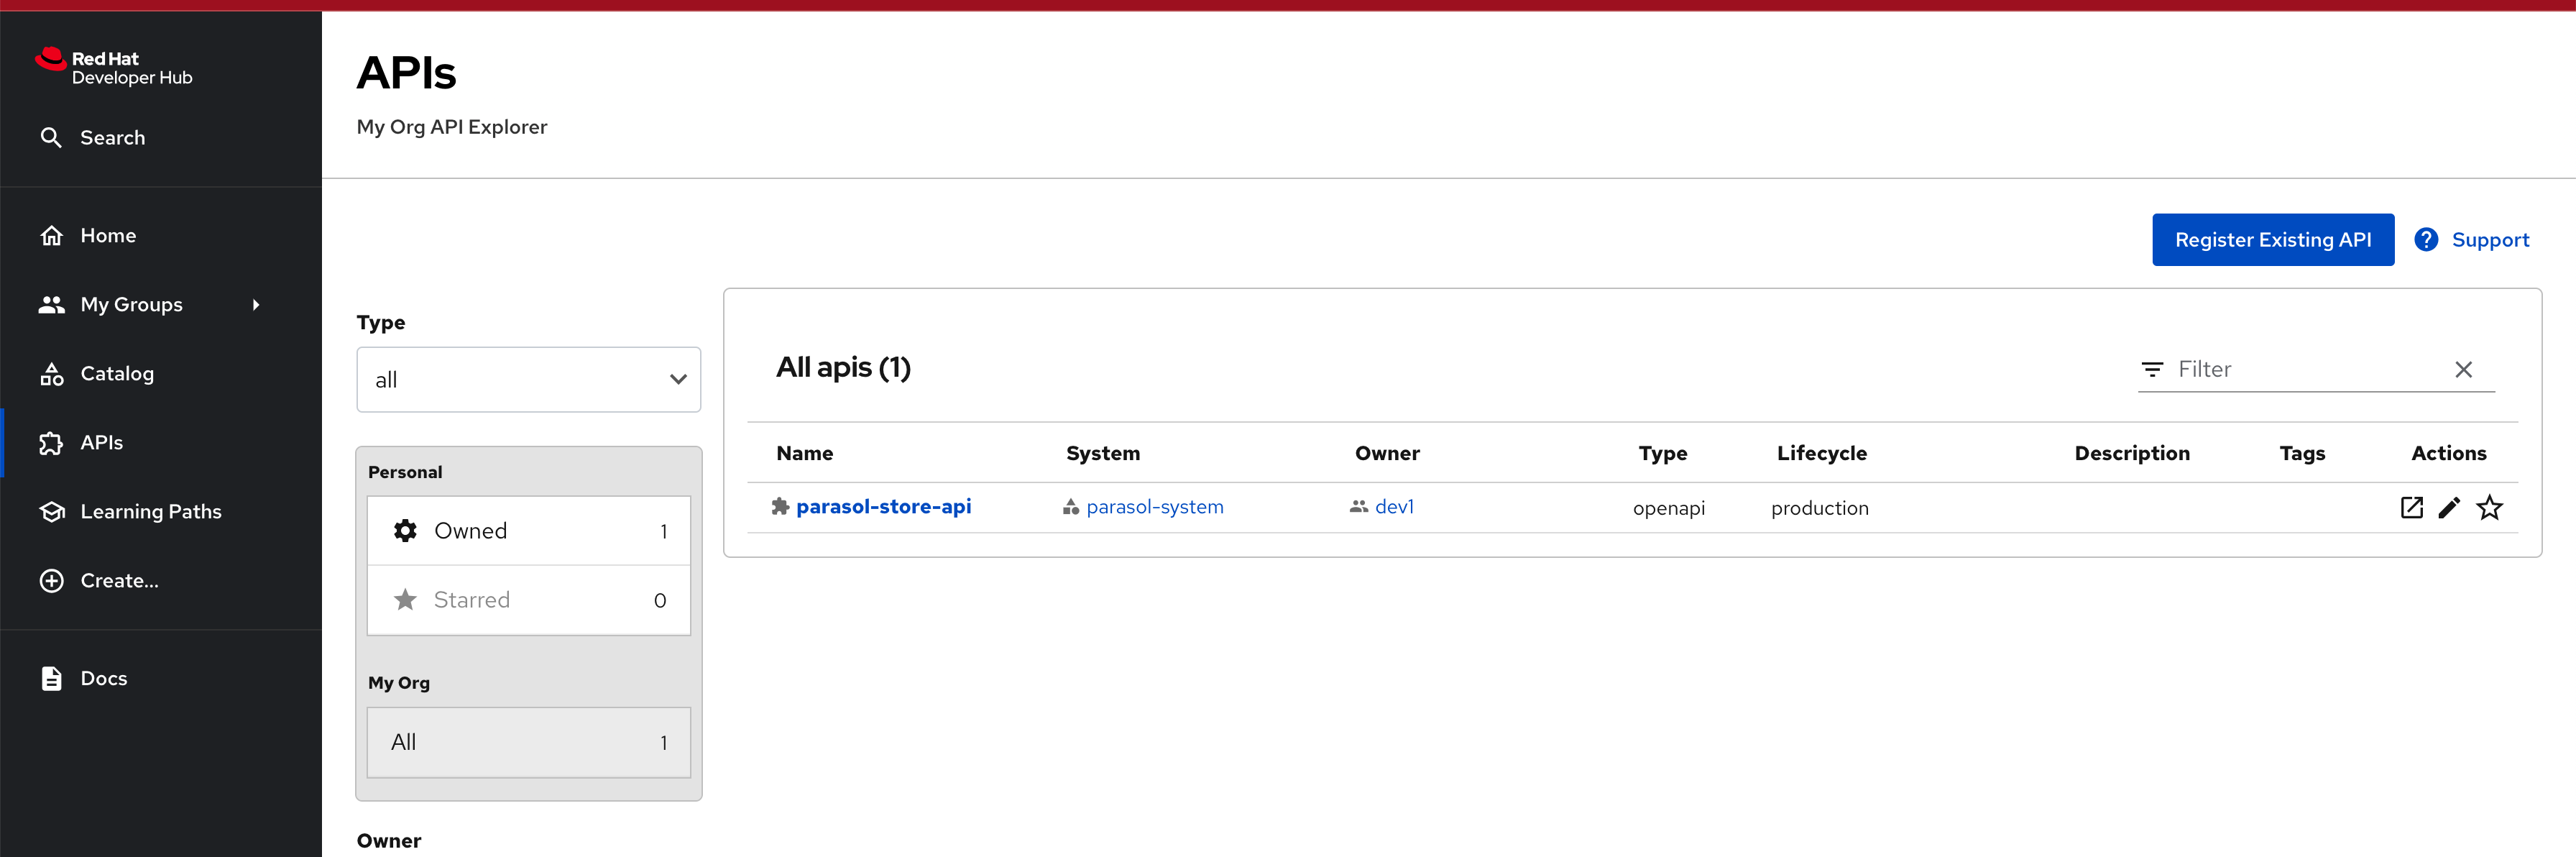 Red Hat
Developer Hub
Search
Home
My Groups
Catalog
APIs
Learning Paths
Create...
Docs
APIs
My Org API Explorer
Register Existing API
? Support
Type
all
Personal
Owned 1
Starred 0
My Org
All 1
Owner
All apis (1)
Filter
Name System Owner Type Lifecycle Description Tags Actions
parasol-store-api parasol-system dev1 openapi production